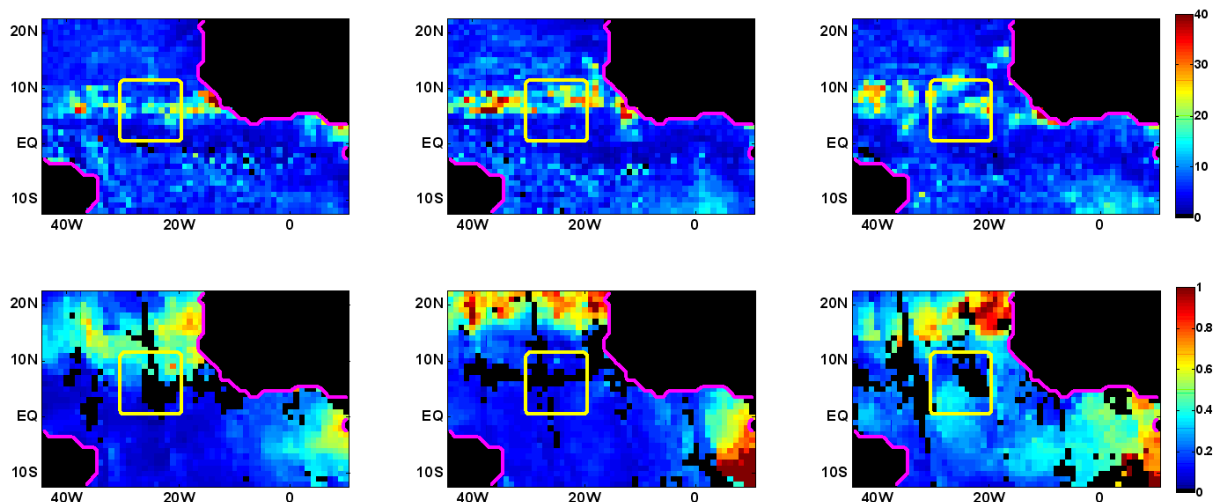 20N 20N 20N 40
10N 10N 10N 30
20
EQ EQ EQ
10
10S 10S 10S 0
40W 20W 0 40W 20W 0 40W 20W 0
1
20N 20N 20N
0.8
10N 10N 10N
0.6
EQ EQ EQ 0.4
10S 10S 10S 0.2
0
40W 20W 0 40W 20W 0 40W 20W 0